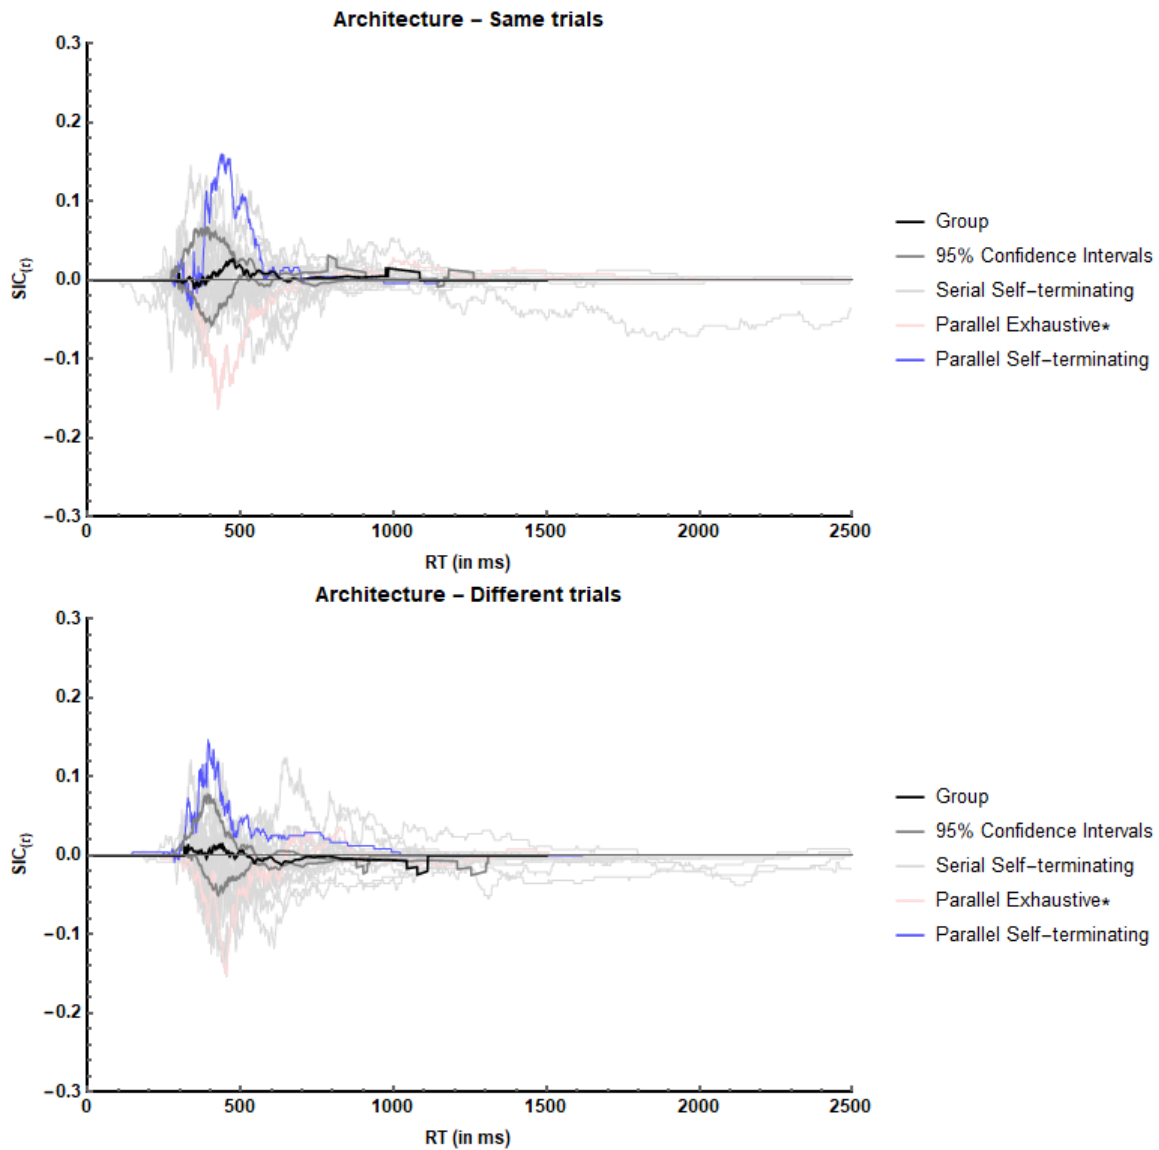 Architecture – Same trials
0.3
0.2
0.1
0.0
−0.1
−0.2
−0.3
SIC(t)
0 500 1000 1500 2000 2500
RT (in ms)
Group
95% Confidence Intervals
Serial Self−terminating
Parallel Exhaustive*
Parallel Self−terminating
Architecture – Different trials
0.3
0.2
0.1
0.0
−0.1
−0.2
−0.3
SIC(t)
0 500 1000 1500 2000 2500
RT (in ms)
Group
95% Confidence Intervals
Serial Self−terminating
Parallel Exhaustive*
Parallel Self−terminating